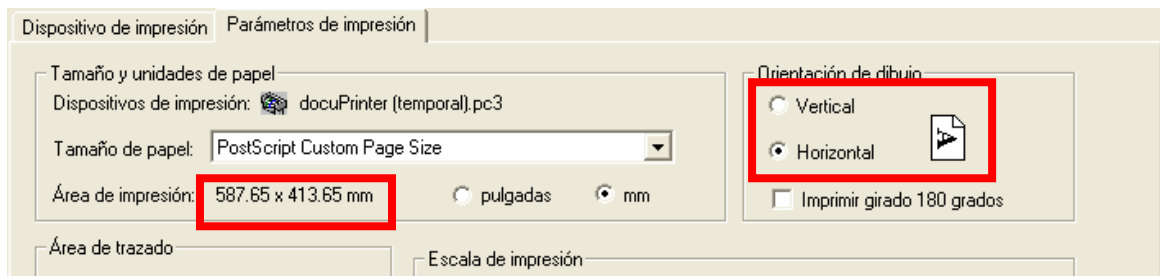 Dispositivo de impresión Parámetros de impresión
Tamaño y unidades de papel
Dispositivos de impresión: docuPrinter (temporal).pc3
Tamaño de papel: PostScript Custom Page Size
Área de impresión: 587.65 x 413.65 mm pulgadas mm
Orientación de dibujo
Vertical
Horizontal
A
Imprimir girado 180 grados
Área de trazado
Escala de impresión